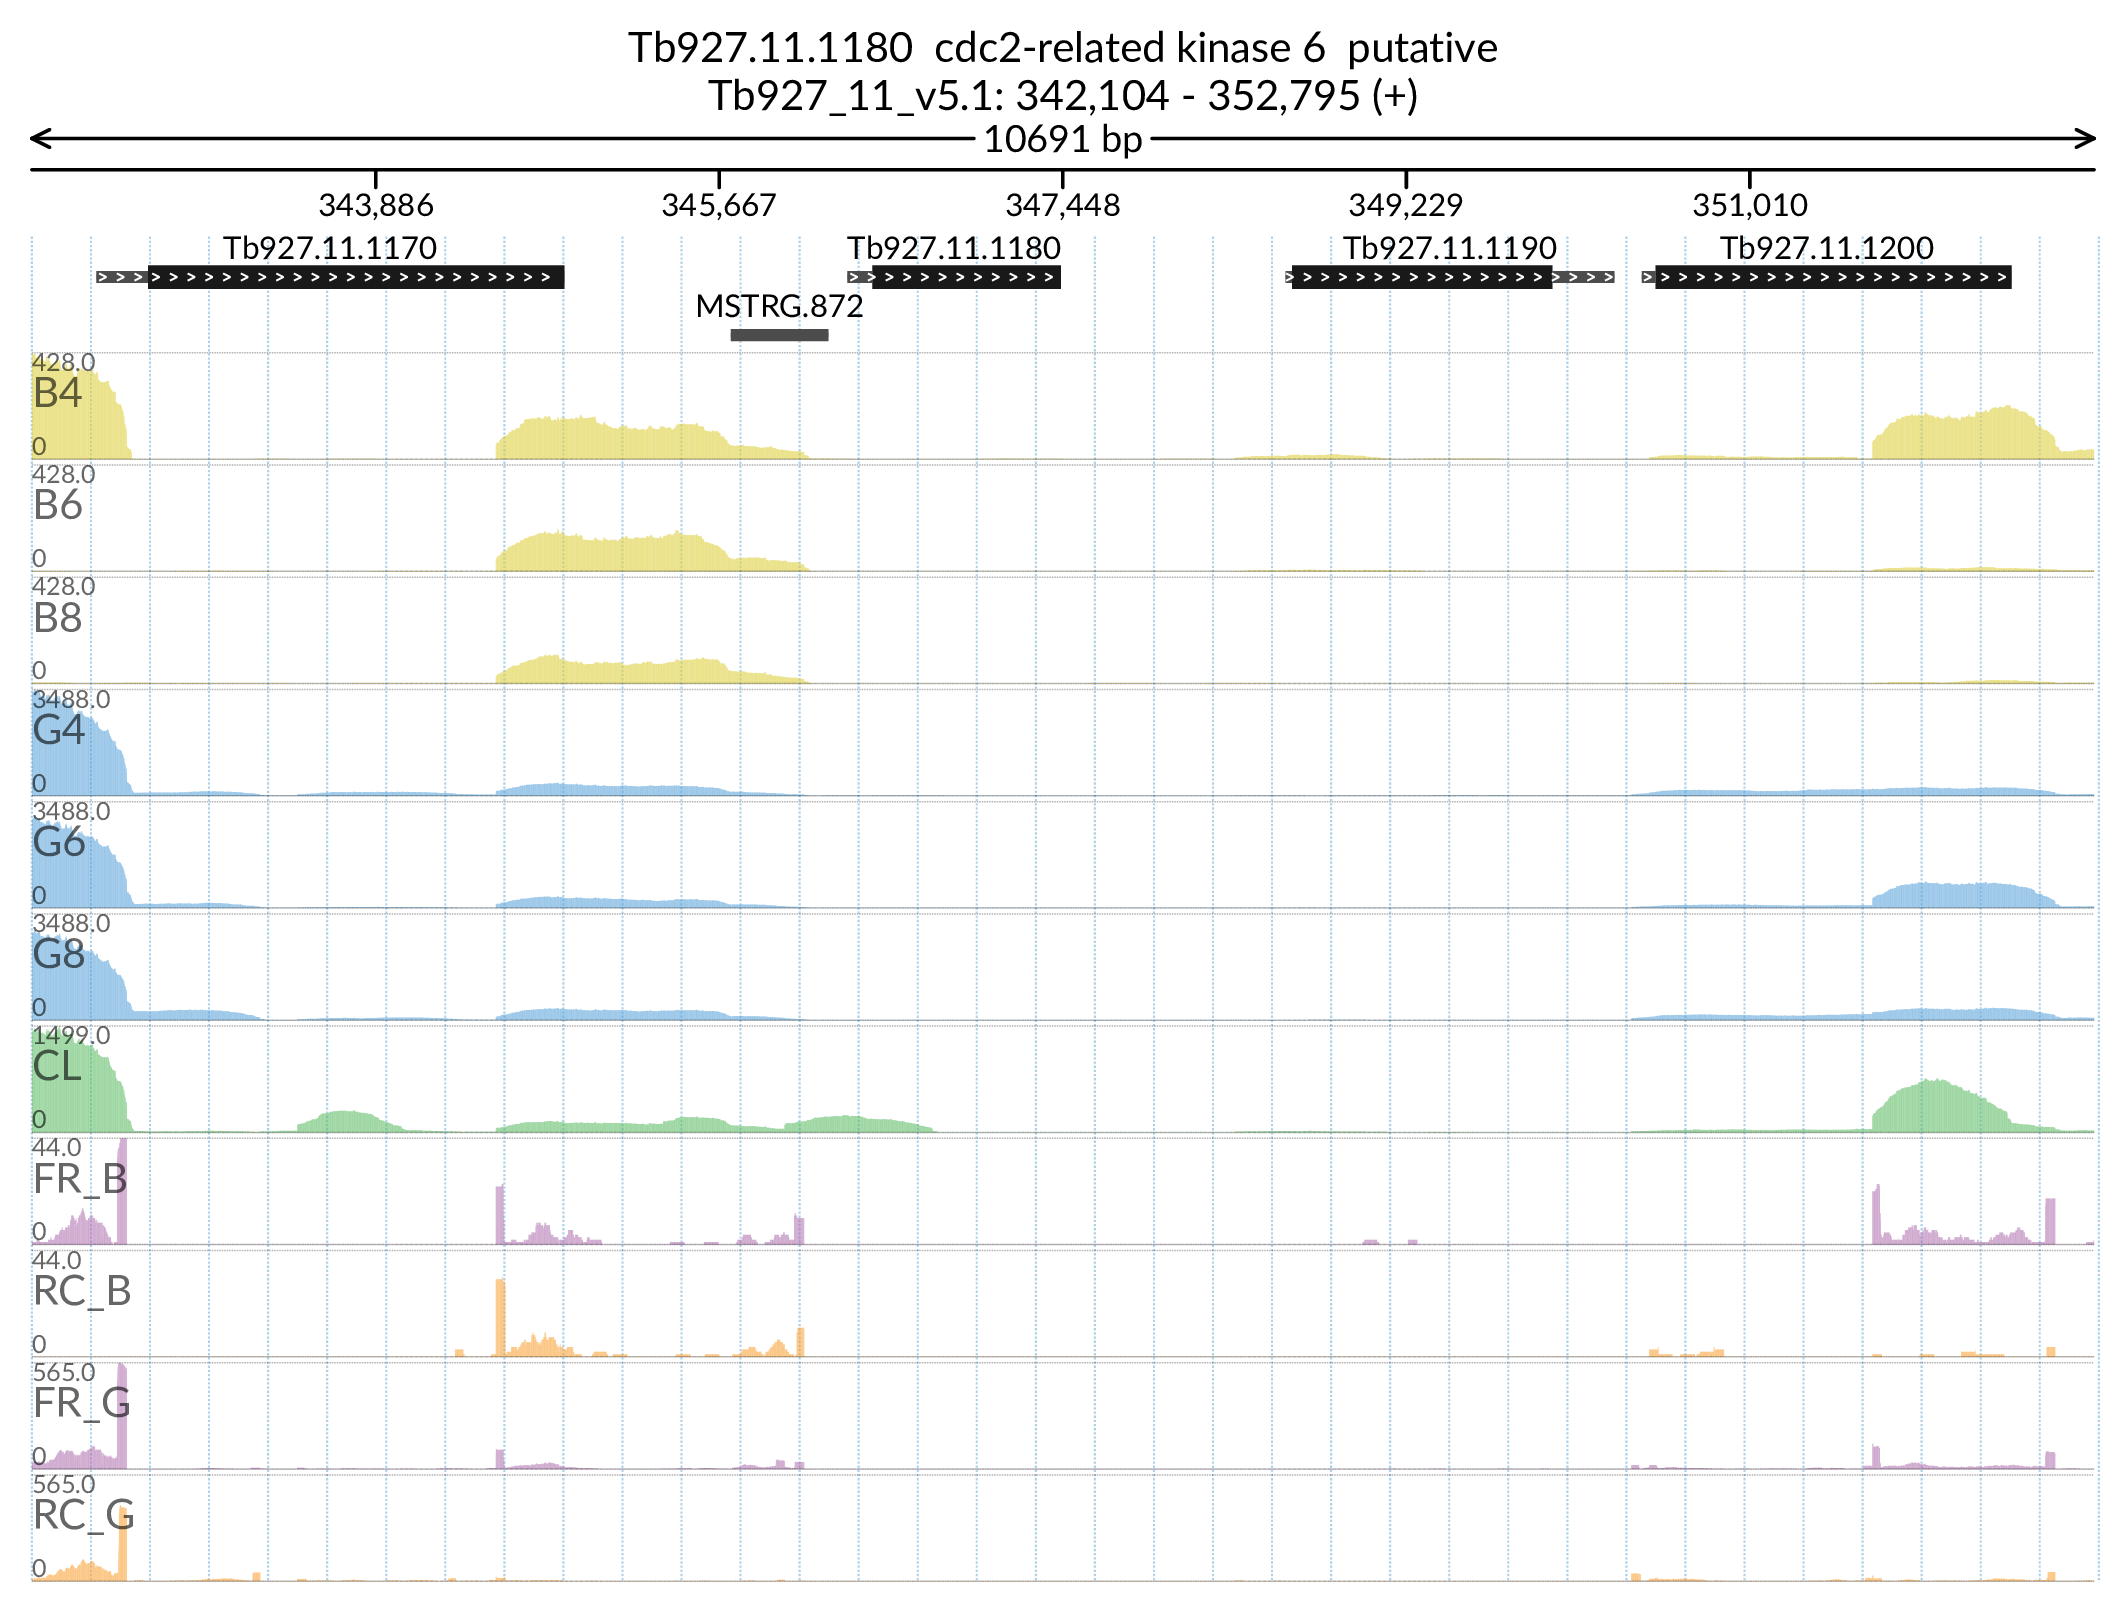 Tb927.11.1180 cdc2-related kinase 6 putative
Tb927_11_v5.1: 342,104 - 352,795 (+)
10691 bp
343,886 345,667 347,448 349,229 351,010
Tb927.11.1170 Tb927.11.1180 Tb927.11.1190 Tb927.11.1200
MSTRG.872
428.0
B4
0
428.0
B6
0
428.0
B8
0
3488.0
G4
0
3488.0
G6
0
3488.0
G8
0
1499.0
CL
0
44.0
FR_B
0
44.0
RC_B
0
565.0
FR_G
0
565.0
RC_G
0